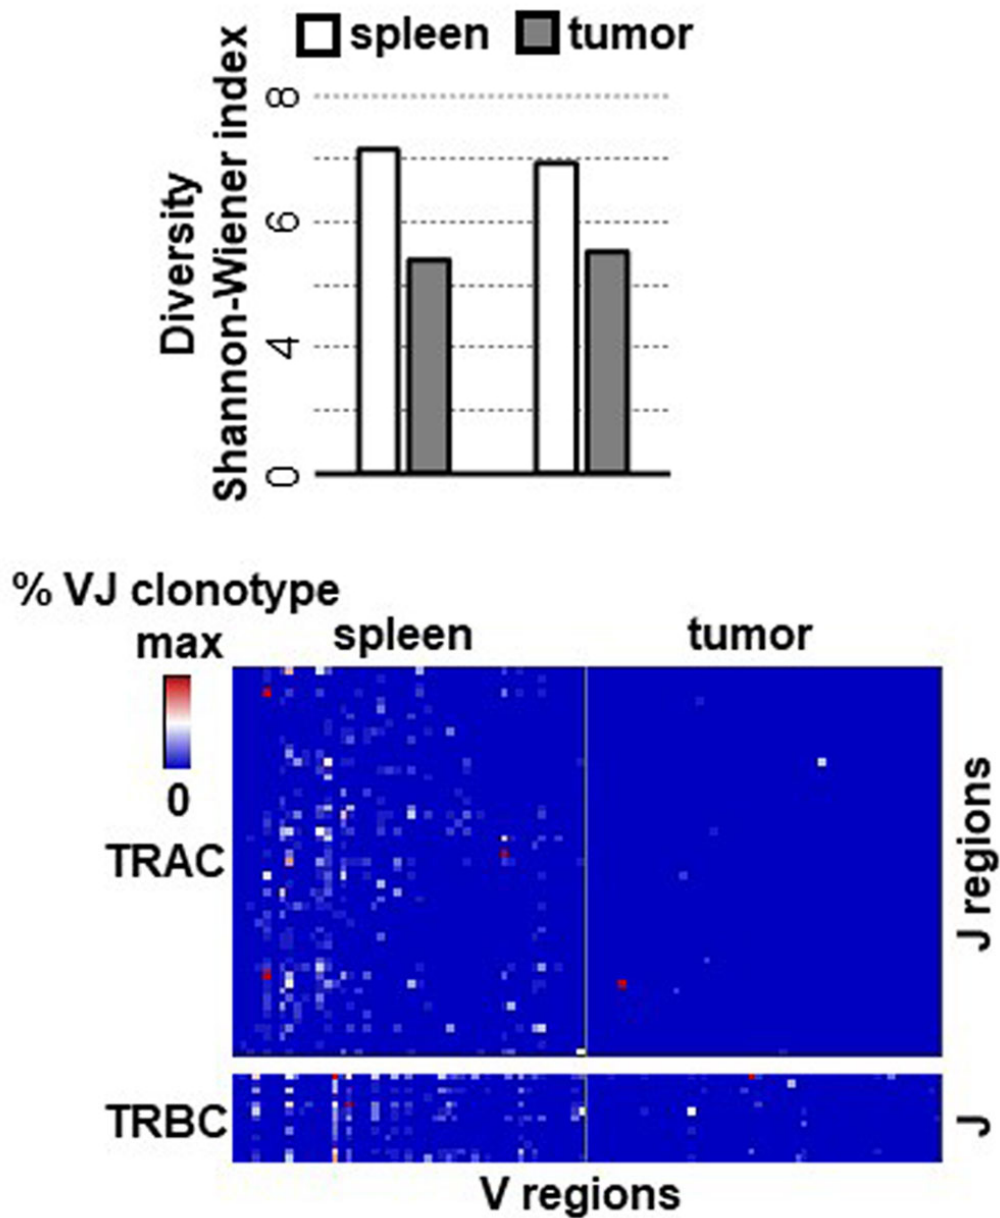 spleen tumor
Diversity
Shannon-Wiener index
8
6
4
0
% VJ clonotype
max
0
spleen tumor
TRAC
J regions
TRBC
J
V regions